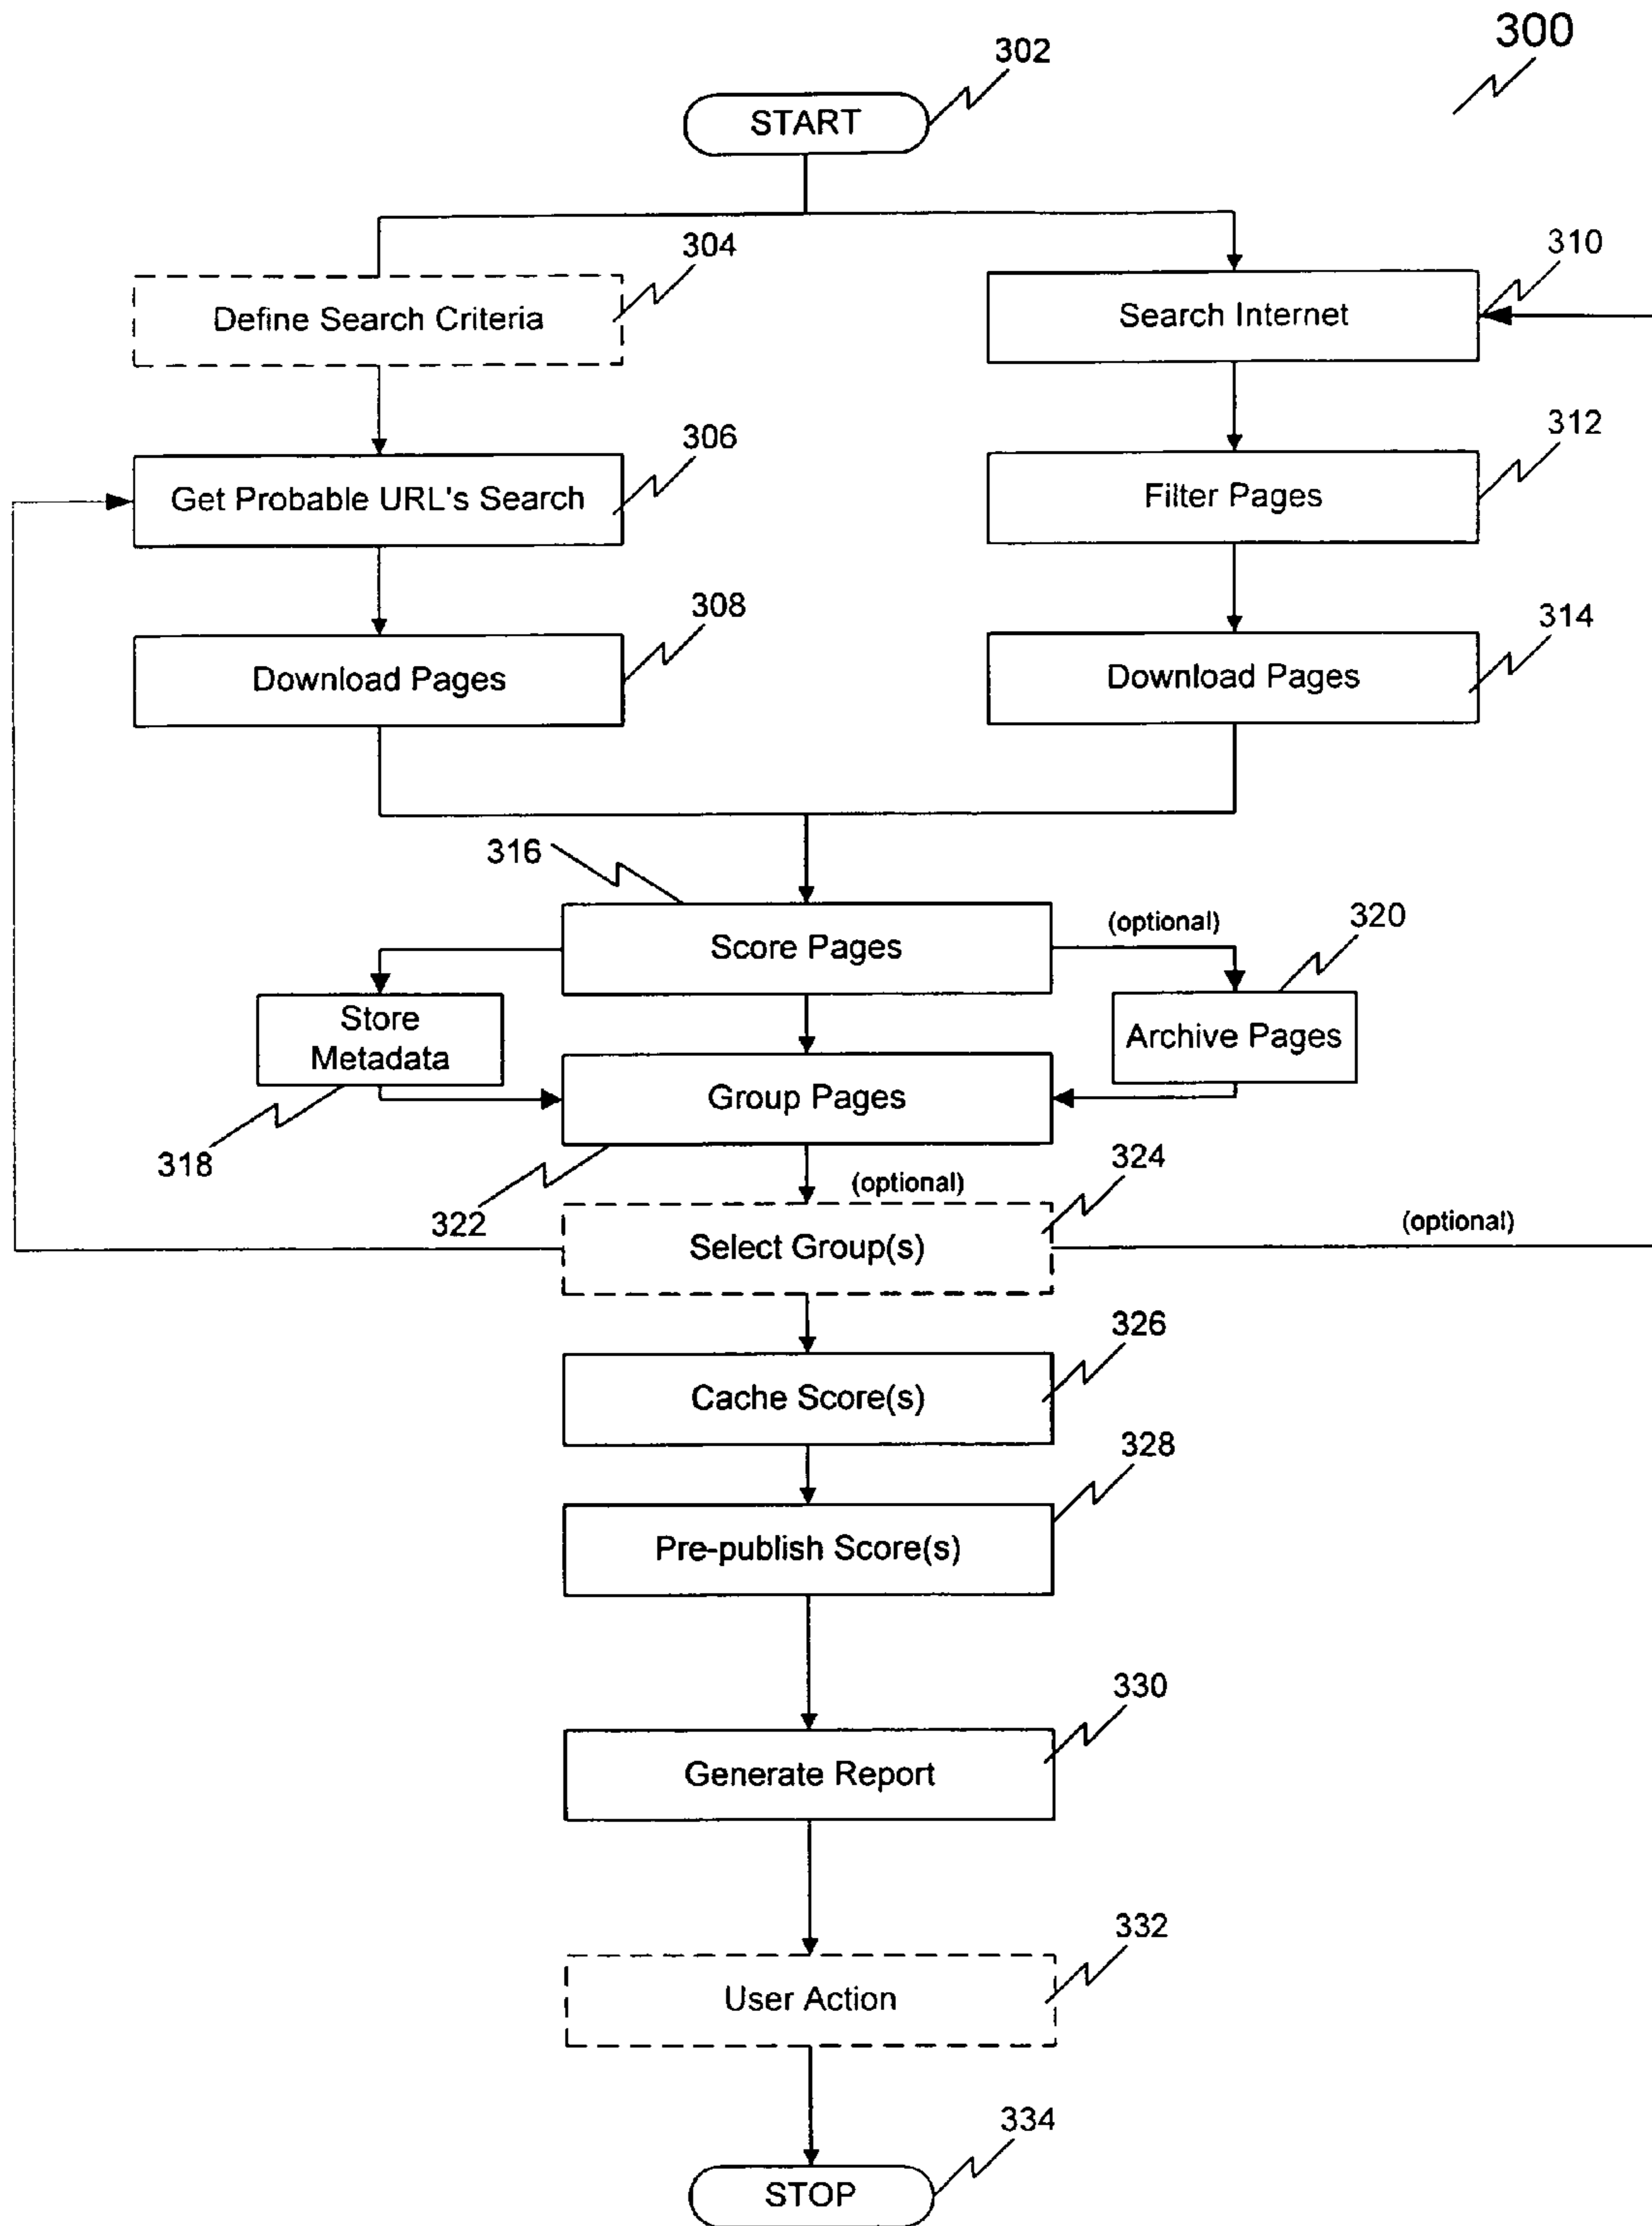 300
302
START
304
310
Define Search Criteria
Search Internet
306
312
Get Probable URL's Search
Filter Pages
308
314
Download Pages
Download Pages
316
Score Pages
(optional)
320
Store
Metadata
Archive Pages
Group Pages
318
322
(optional)
324
Select Group(s)
(optional)
326
Cache Score(s)
328
Pre-publish Score(s)
330
Generate Report
332
User Action
334
STOP